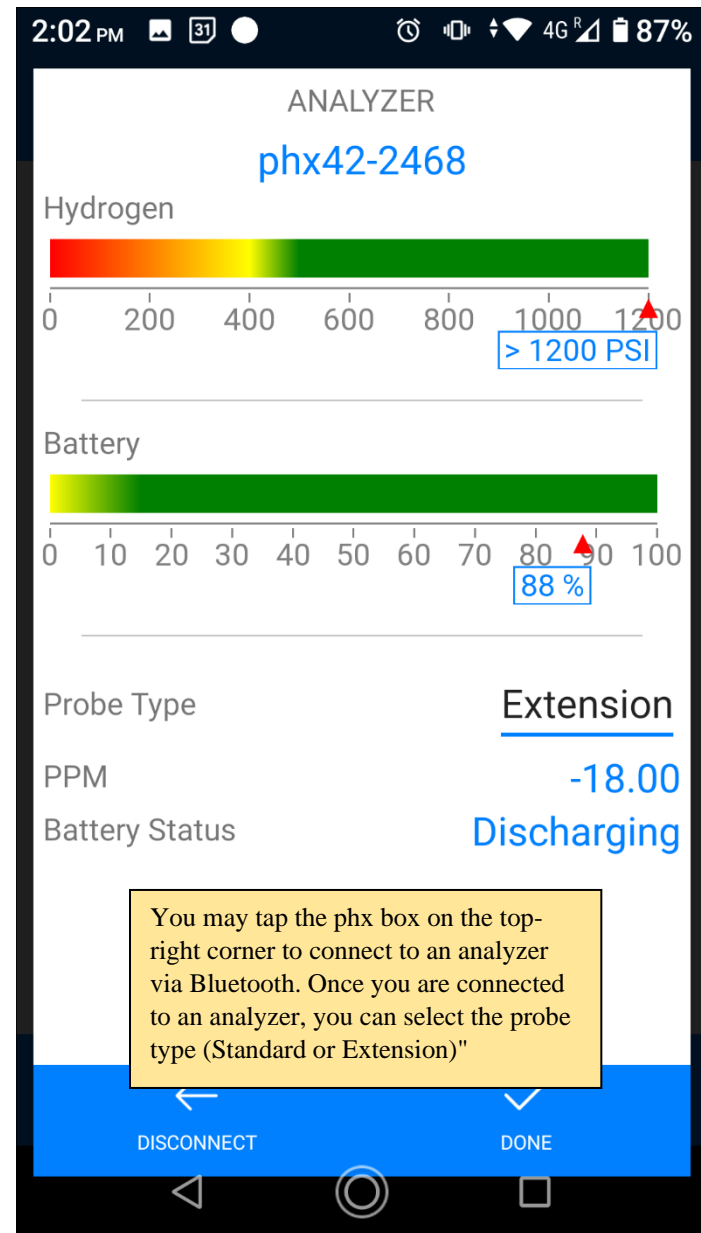 2:02 PM 31 4G R 87%
ANALYZER
phx42-2468
Hydrogen
0 200 400 600 800 1000 1200
> 1200 PSI
Battery
0 10 20 30 40 50 60 70 80 90 100
88 %
Probe Type Extension
PPM -18.00
Battery Status Discharging
You may tap the phx box on the top-
right corner to connect to an analyzer
via Bluetooth. Once you are connected
to an analyzer, you can select the probe
type (Standard or Extension)"
DISCONNECT DONE